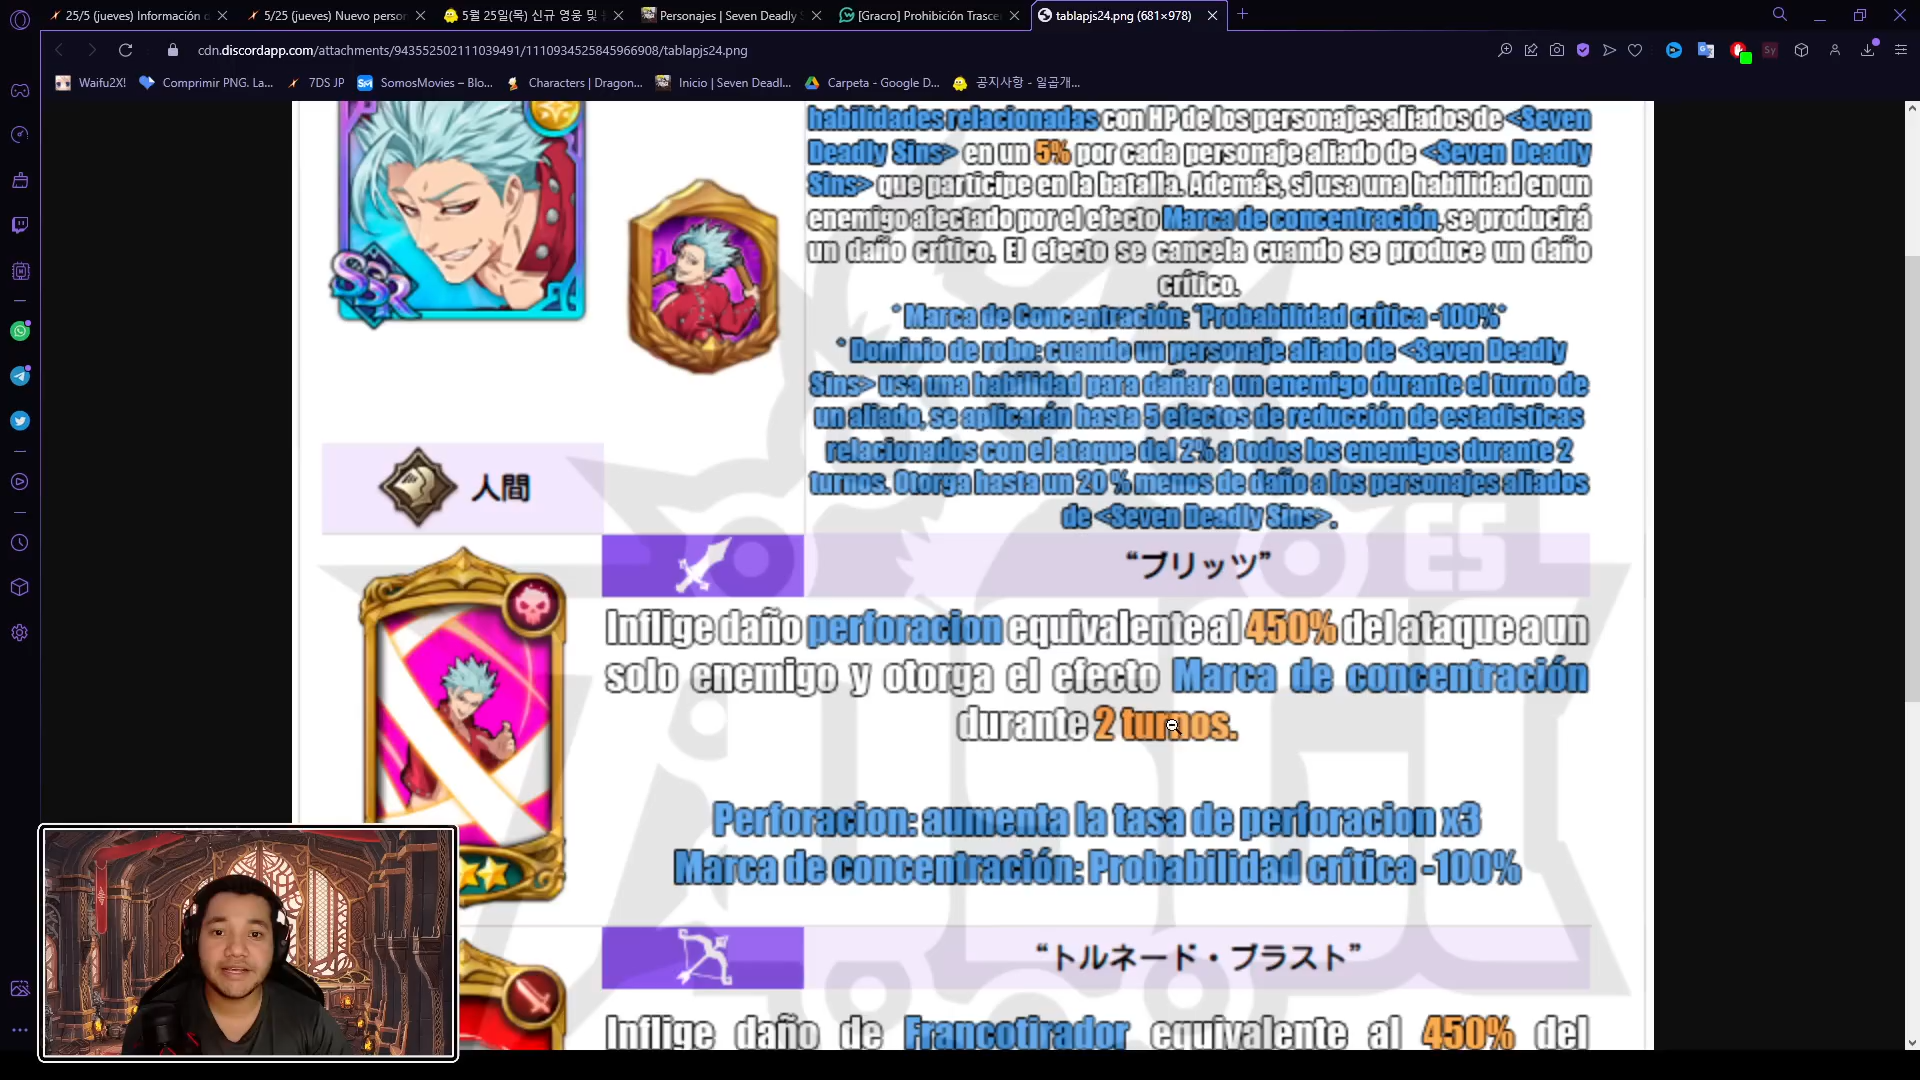 25/5 (jueves) Información
5/25 (jueves) Nuevo person
5월 25일(목) 신규 영웅 및
Personajes | Seven Deadly S
[Gracro] Prohibición Trasce
tablapjs24.png (681×978)
cdn.discordapp.com/attachments/943552502111039491/1110934525845966908/tablapjs24.png
Waifu2X!
Comprimir PNG. La...
7DS JP
SomosMovies – Blo...
Characters | Dragon...
Inicio | Seven Deadl...
Carpeta - Google D...
공지사항 - 일곱개...
habilidades relacionadas con HP de los personajes aliados de <Seven
Deadly Sins> en un 5% por cada personaje aliado de <Seven Deadly
Sins> que participe en la batalla. Además, si usa una habilidad en un
enemigo afectado por el efecto Marca de concentración, se producirá
un daño crítico. El efecto se cancela cuando se produce un daño
crítico.
* Marca de Concentración: "Probabilidad crítica -100%"
* Dominio de robo: cuando un personaje aliado de <Seven Deadly
Sins> usa una habilidad para dañar a un enemigo durante el turno de
un aliado, se aplicarán hasta 5 efectos de reducción de estadísticas
relacionados con el ataque del 2% a todos los enemigos durante 2
turnos. Otorga hasta un 20 % menos de daño a los personajes aliados
de <Seven Deadly Sins>.
SSR
人間
ES
“ブリッツ”
Inflige daño perforacion equivalente al 450% del ataque a un
solo enemigo y otorga el efecto Marca de concentración
durante 2 turnos.
Perforacion: aumenta la tasa de perforacion x3
Marca de concentración: Probabilidad crítica -100%
“トルネード・ブラスト”
Inflige daño de Francotirador equivalente al 450% del